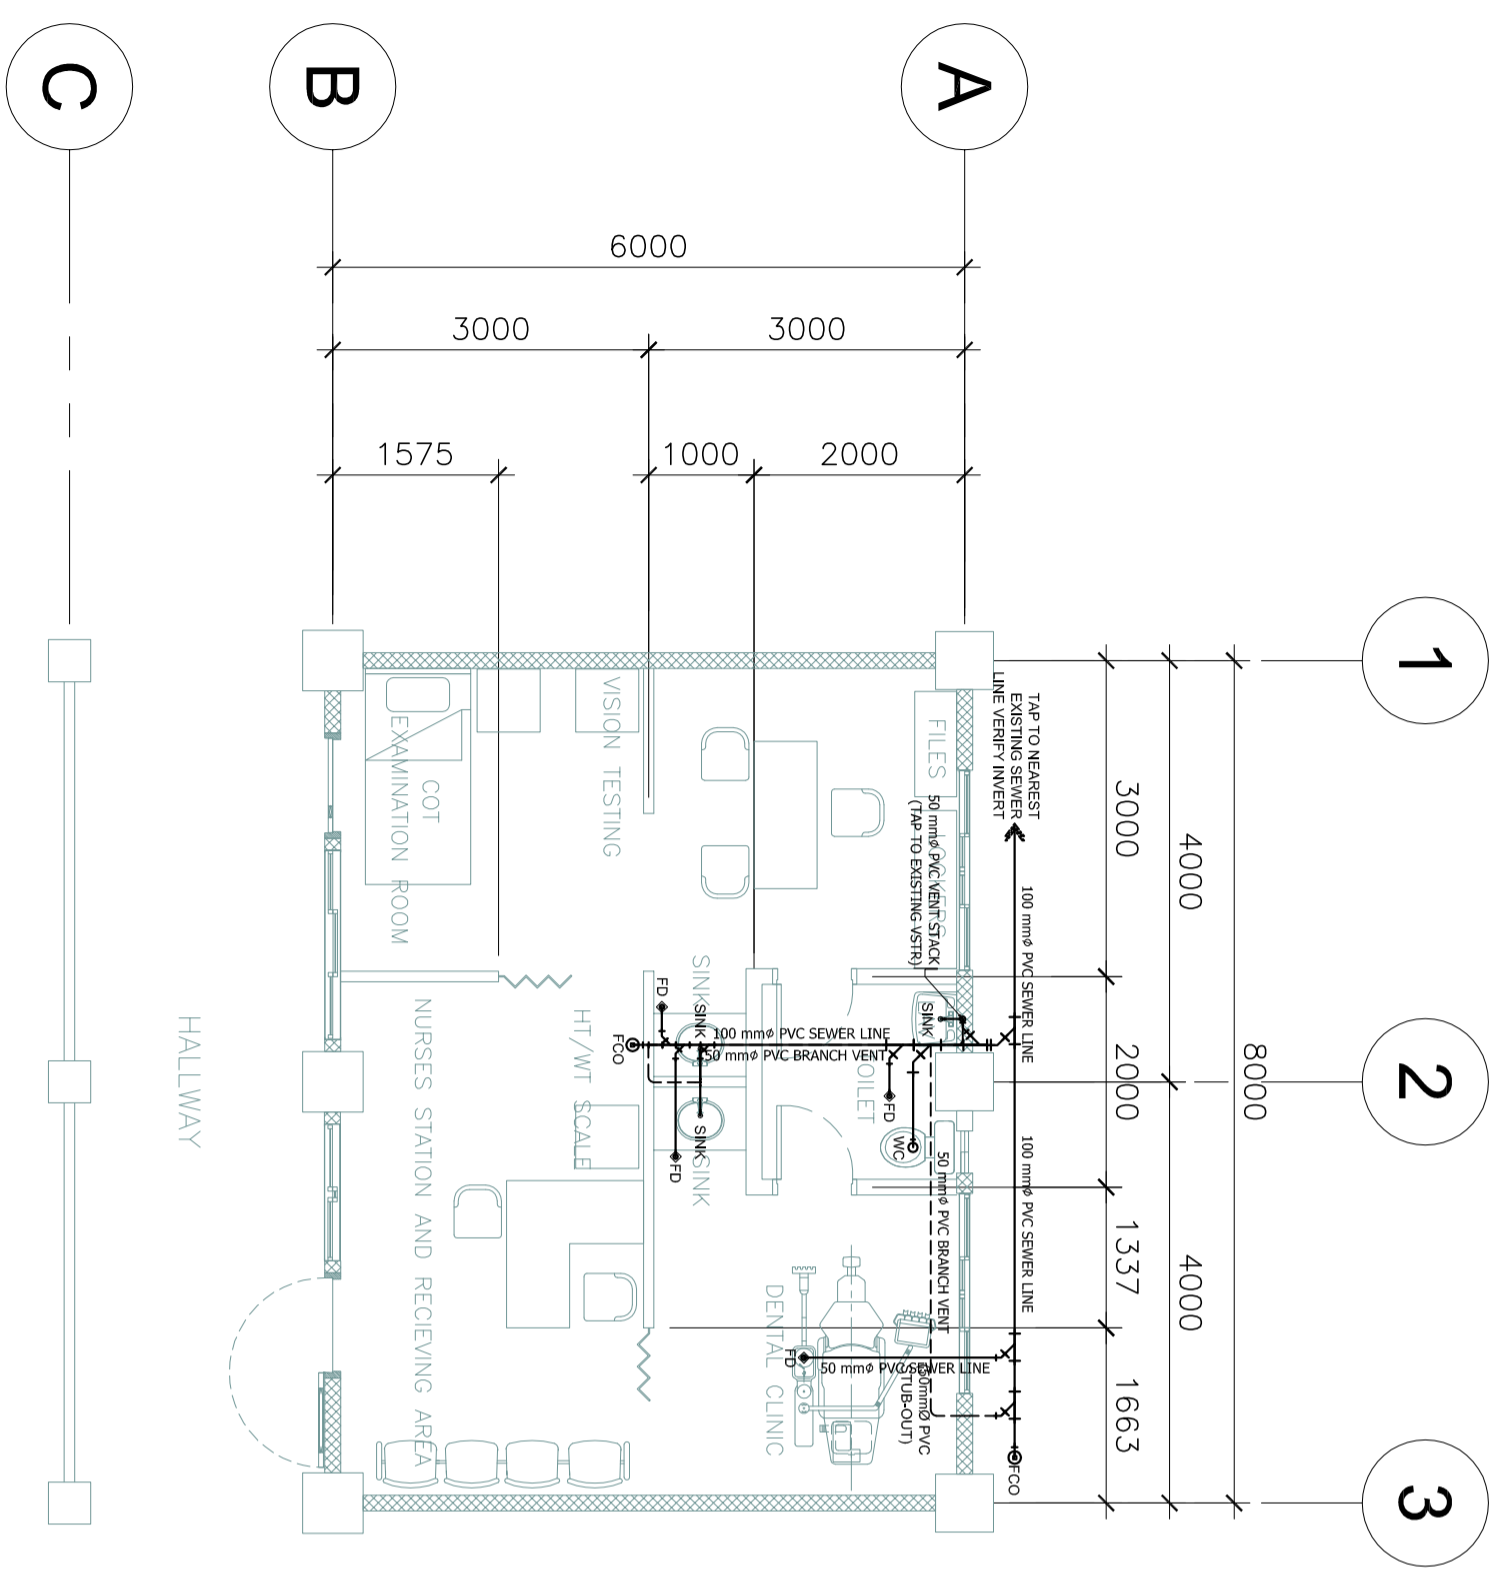 C
B
A
6000
3000
3000
1575
1000
2000
1
2
3
3000
2000
1337
1663
4000
4000
8000
TAP TO NEAREST
EXISTING SEWER
LINE VERIFY INVERT
100 mmØ PVC SEWER LINE
100 mmØ PVC SEWER LINE
FILES
LOCKERS
50 mmØ PVC VENT STACK
(TAP TO EXISTING VSTR)
VISION TESTING
COT
EXAMINATION ROOM
SINK
SINK
SINK
FD
FCO
100 mmØ PVC SEWER LINE
50 mmØ PVC BRANCH VENT
TOILET
FD
WC
SINK
SINK
FD
HT/WT SCALE
NURSES STATION AND RECIEVING AREA
HALLWAY
50 mmØ PVC BRANCH VENT
DENTAL CLINIC
FD
50 mmØ PVC SEWER LINE
50mmØ PVC
STUB-OUT)
FCO